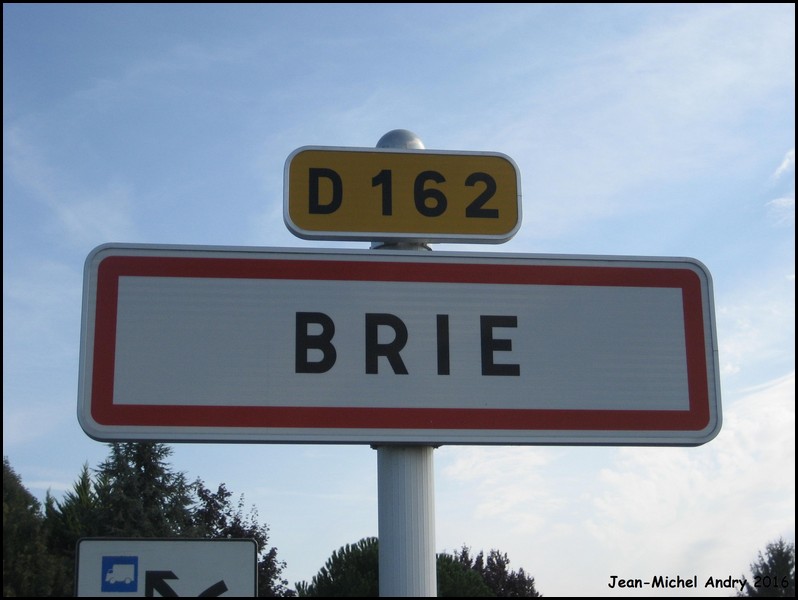 D 162
BRIE
Jean-Michel Andry 2016